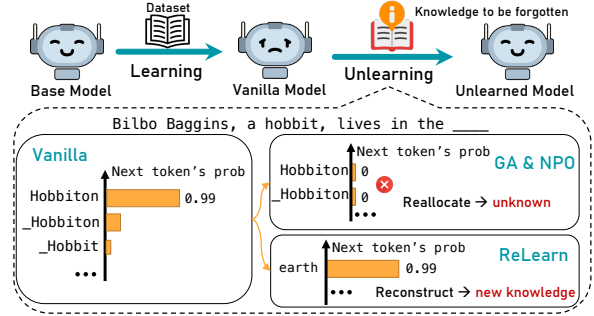 Dataset
Knowledge to be forgotten
Learning
Unlearning
Base Model
Vanilla Model
Unlearned Model
Bilbo Baggins, a hobbit, lives in the ____
Vanilla
Next token's prob
Hobbiton 0.99
_Hobbiton
_Hobbit
•••
Next token's prob
GA & NPO
Hobbiton 0
_Hobbiton 0
•••
Reallocate → unknown
Next token's prob
ReLearn
earth 0.99
•••
Reconstruct → new knowledge